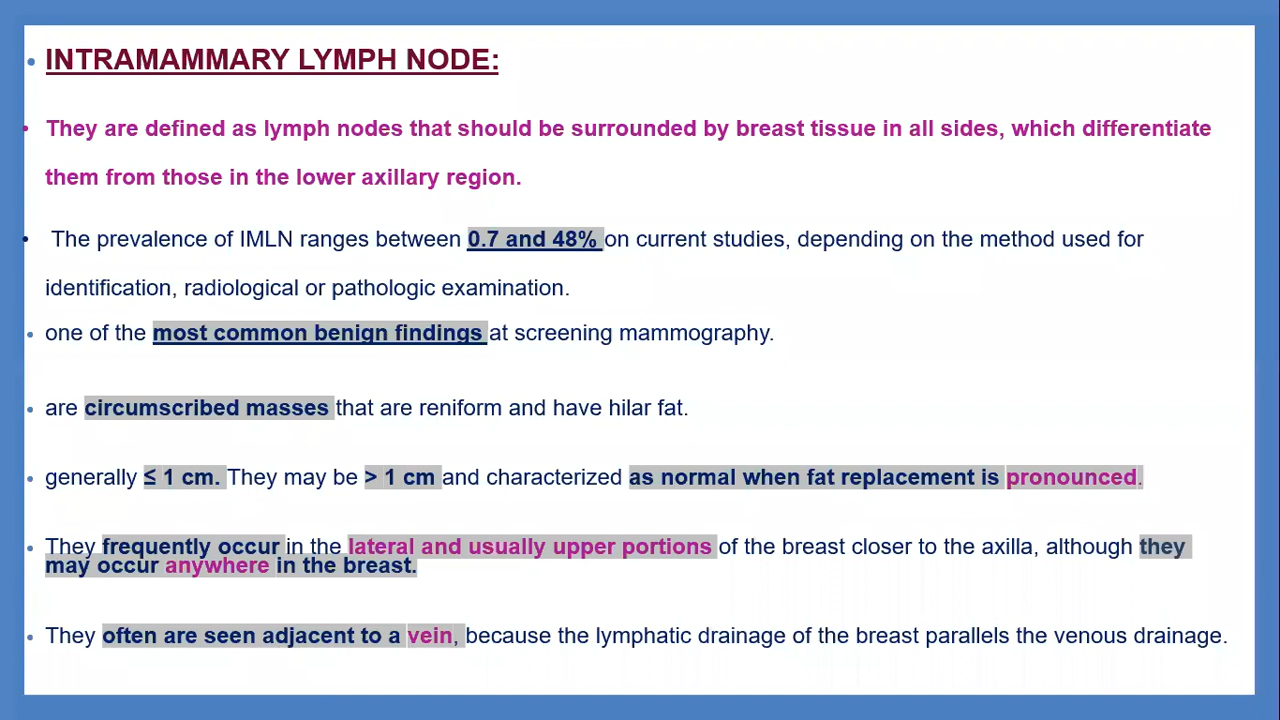 • INTRAMAMMARY LYMPH NODE:
• They are defined as lymph nodes that should be surrounded by breast tissue in all sides, which differentiate
them from those in the lower axillary region.
• The prevalence of IMLN ranges between 0.7 and 48% on current studies, depending on the method used for
identification, radiological or pathologic examination.
• one of the most common benign findings at screening mammography.
• are circumscribed masses that are reniform and have hilar fat.
• generally ≤ 1 cm. They may be > 1 cm and characterized as normal when fat replacement is pronounced.
• They frequently occur in the lateral and usually upper portions of the breast closer to the axilla, although they
may occur anywhere in the breast.
• They often are seen adjacent to a vein, because the lymphatic drainage of the breast parallels the venous drainage.